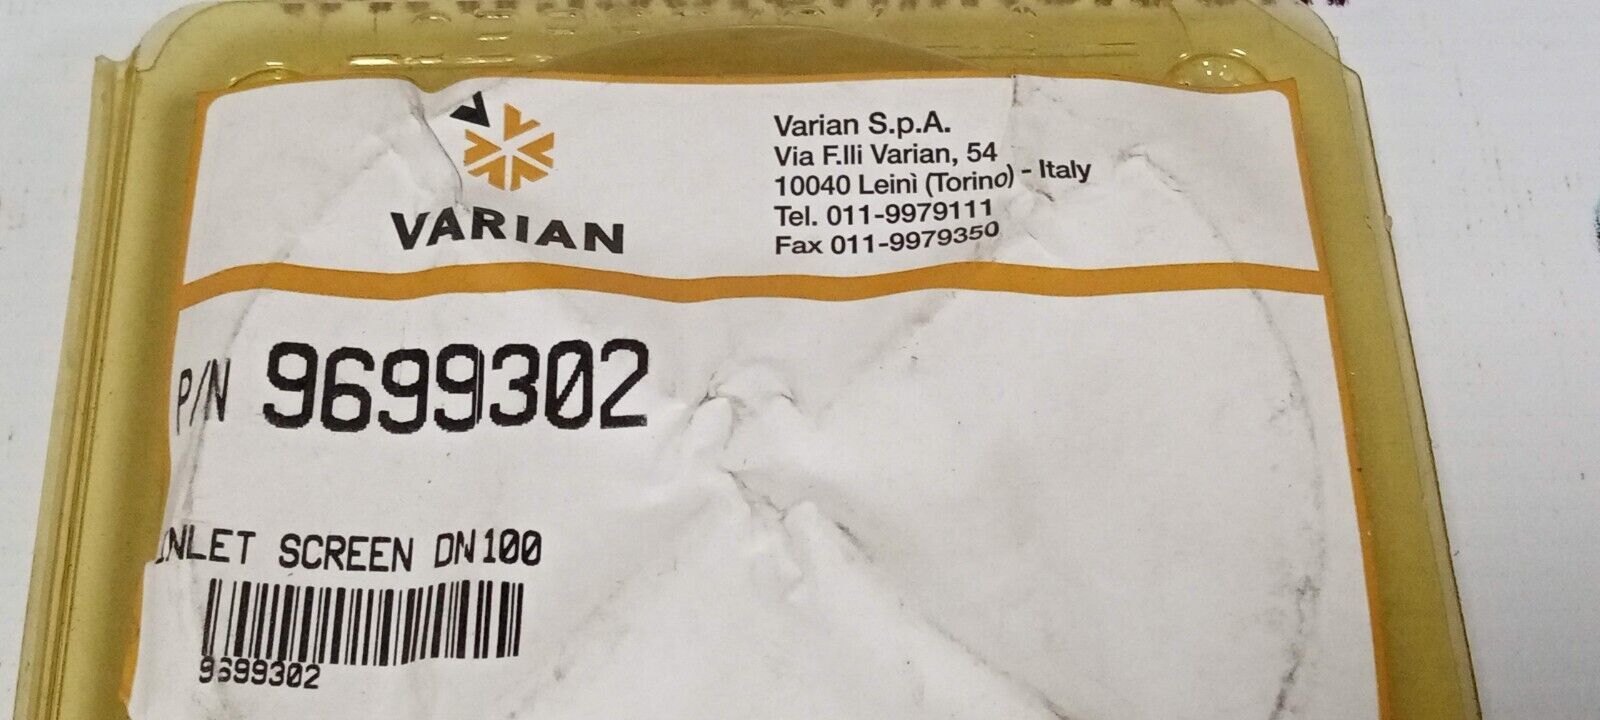 VARIAN
Varian S.p.A.
Via F.lli Varian, 54
10040 Leinì (Torino) - Italy
Tel. 011-9979111
Fax 011-9979350
P/N 9699302
INLET SCREEN DN100
9699302